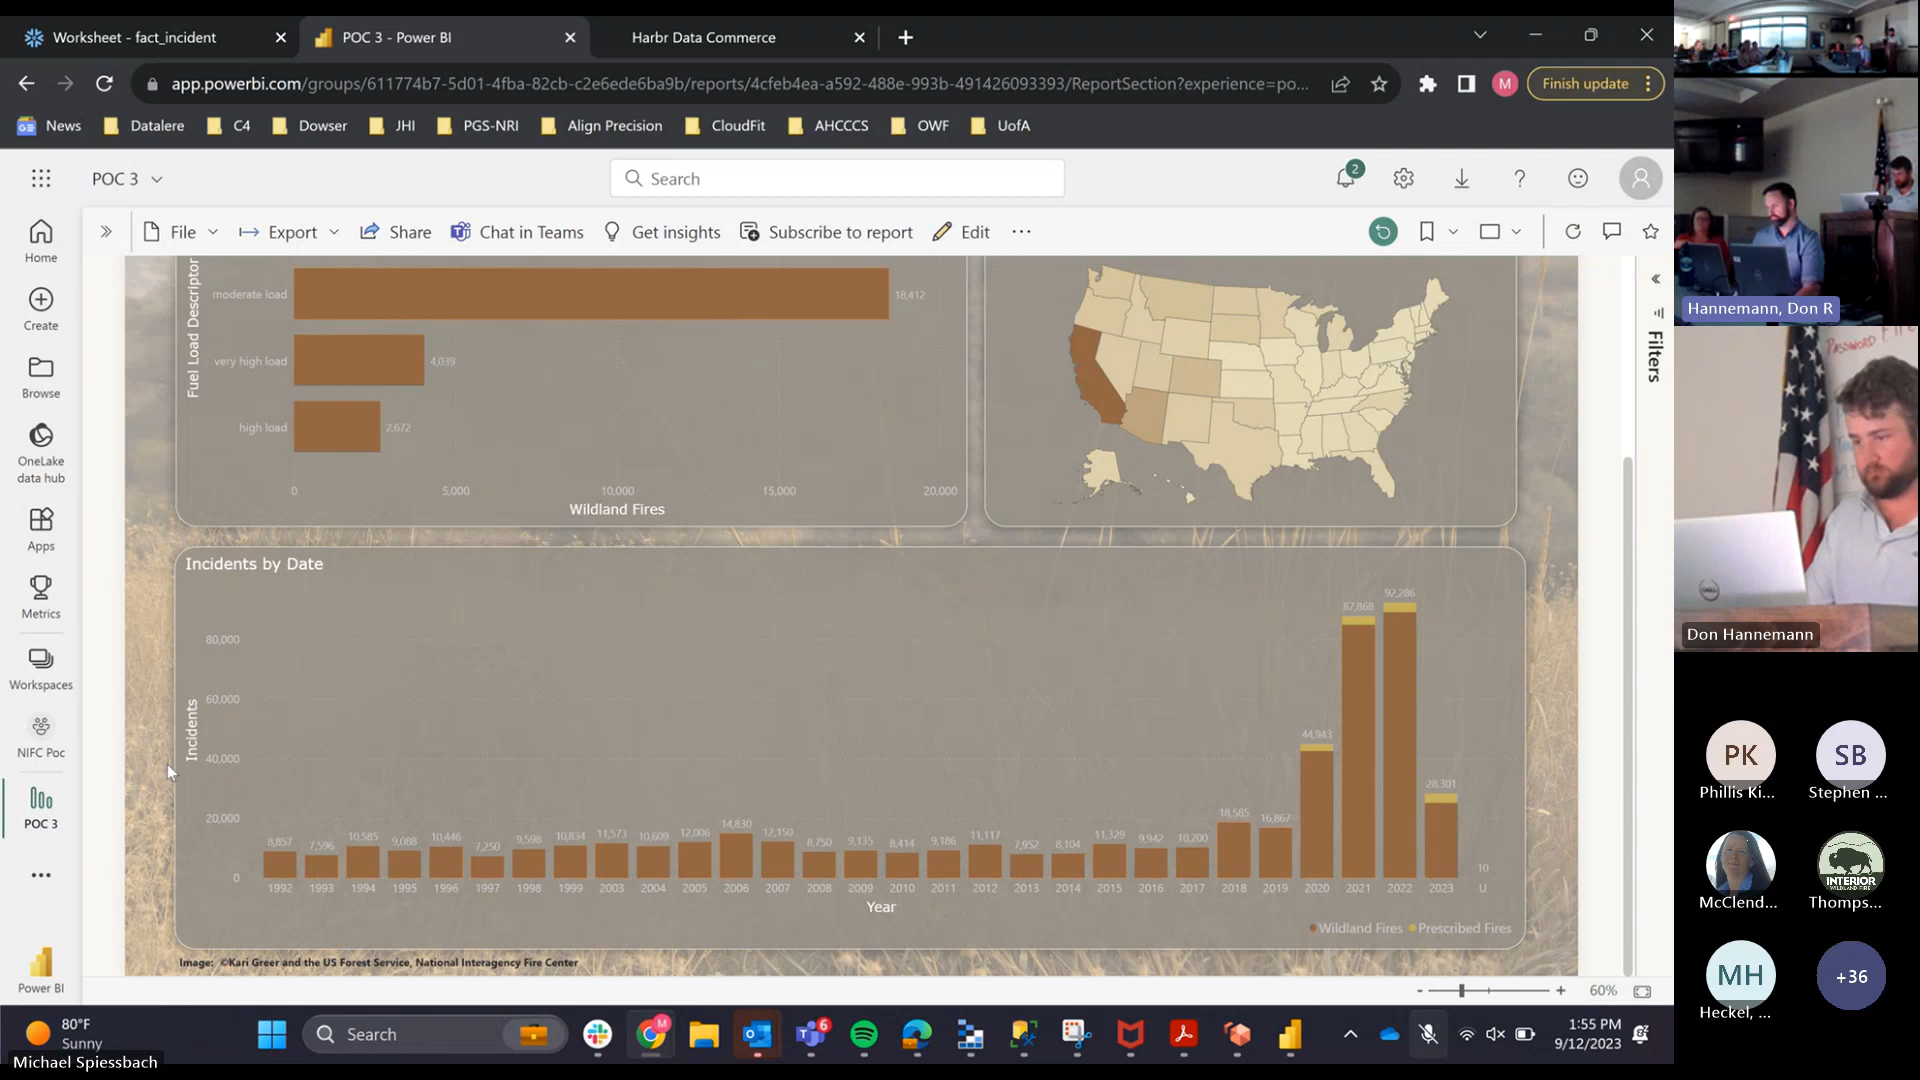 Worksheet - fact_incident
POC 3 - Power BI
Harbr Data Commerce
app.powerbi.com/groups/611774b7-5d01-4fba-82cb-c2e6ede6ba9b/reports/4cfeb4ea-a592-488e-993b-491426093393/ReportSection?experience=po...
M
Finish update
News
Datalere
C4
Dowser
JHI
PGS-NRI
Align Precision
CloudFit
AHCCCS
OWF
UofA
POC 3
Search
2
File
Export
Share
Chat in Teams
Get insights
Subscribe to report
Edit
Home
Create
Browse
OneLake
data hub
Apps
Metrics
Workspaces
NIFC Poc
POC 3
Power BI
Fuel Load Descriptor
moderate load
18,412
very high load
4,039
high load
2,672
0 5,000 10,000 15,000 20,000
Wildland Fires
Filters
Incidents by Date
Incidents
80,000
60,000
40,000
20,000
0
8,857 7,596 10,585 9,088 10,446 7,250 9,598 10,834 11,573 10,609 12,006 14,830 12,150 8,750 9,135 8,414 9,186 11,117 7,952 8,104 11,329 9,942 10,200 18,585 16,867 44,943 87,868 92,286 28,301 10
1992 1993 1994 1995 1996 1997 1998 1999 2003 2004 2005 2006 2007 2008 2009 2010 2011 2012 2013 2014 2015 2016 2017 2018 2019 2020 2021 2022 2023 U
Year
Wildland Fires Prescribed Fires
Image: ©Kari Greer and the US Forest Service, National Interagency Fire Center
60%
80°F
Sunny
Search
M
6
1:55 PM
9/12/2023
Michael Spiessbach
Hannemann, Don R
DELL
Don Hannemann
PK
Phillis Ki...
SB
Stephen ...
McClend...
INTERIOR
Thomps...
MH
Heckel, ...
+36